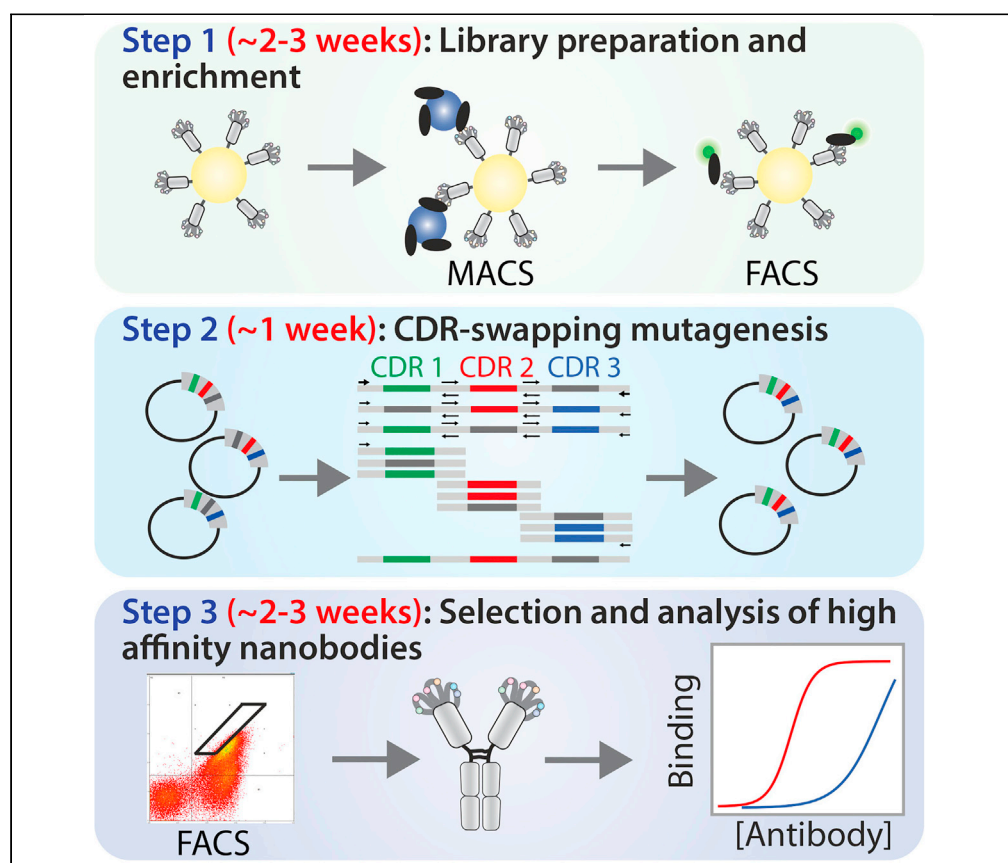 Step 1 (~2-3 weeks): Library preparation and
enrichment
MACS
FACS
Step 2 (~1 week): CDR-swapping mutagenesis
CDR 1 CDR 2 CDR 3
Step 3 (~2-3 weeks): Selection and analysis of high
affinity nanobodies
FACS
Binding
[Antibody]